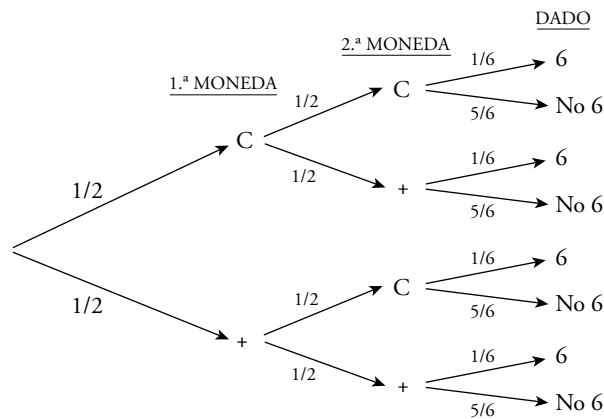 DADO
2.ª MONEDA
1.ª MONEDA
1/6 6
1/2 C
5/6 No 6
C
1/2 + 1/6 6
5/6 No 6
1/2
1/2
1/6 6
1/2 C
5/6 No 6
+
1/2 + 1/6 6
5/6 No 6